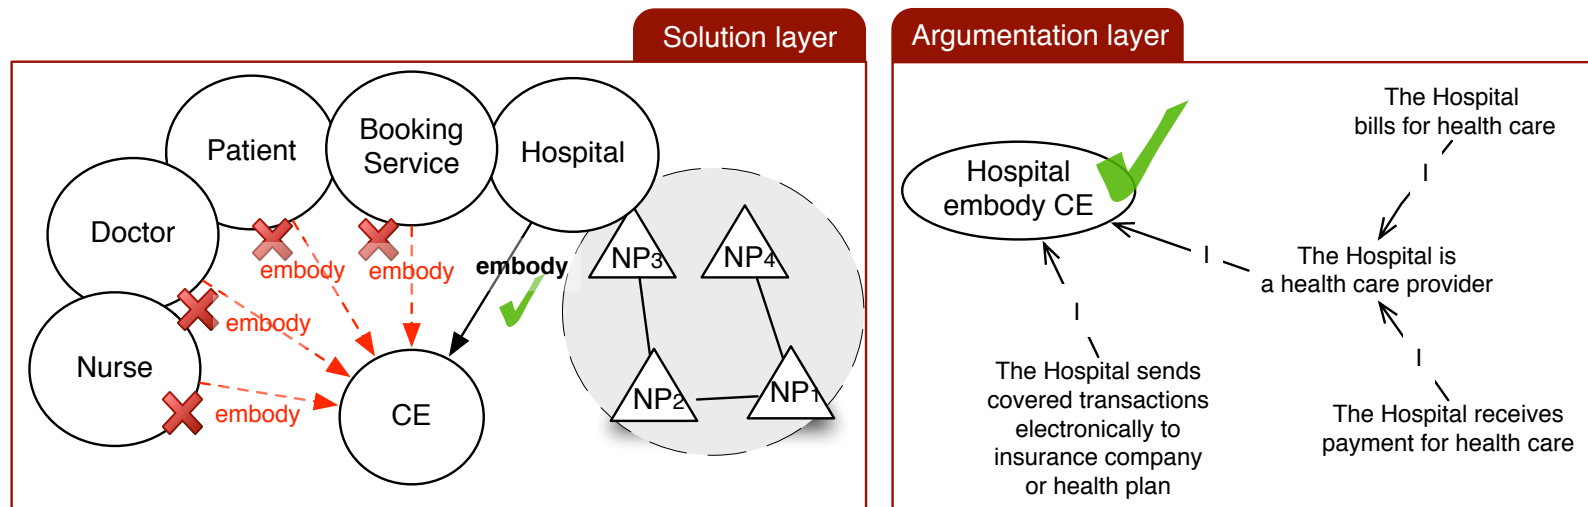 Solution layer
Patient
Booking
Service
Hospital
Doctor
Nurse
embody
embody
embody
embody
embody
CE
NP3
NP4
NP2
NP1
Argumentation layer
Hospital
embody CE
The Hospital
bills for health care
I
I
The Hospital is
a health care provider
I
I
The Hospital sends
covered transactions
electronically to
insurance company
or health plan
The Hospital receives
payment for health care